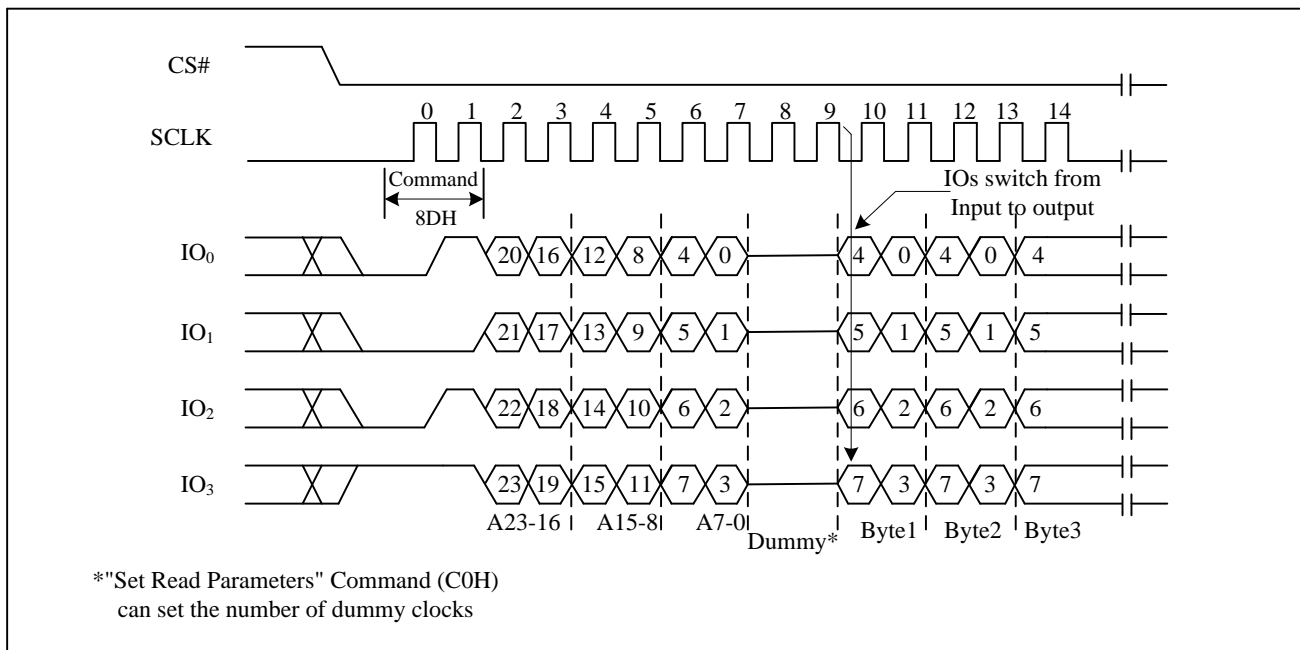 CS#
0 1 2 3 4 5 6 7 8 9 10 11 12 13 14
SCLK
Command
8DH
IOs switch from
Input to output
IO0 20 16 12 8 4 0 4 0 4 0 4
IO1 21 17 13 9 5 1 5 1 5 1 5
IO2 22 18 14 10 6 2 6 2 6 2 6
IO3 23 19 15 11 7 3 7 3 7 3 7
A23-16 A15-8 A7-0 Dummy* Byte1 Byte2 Byte3
*"Set Read Parameters" Command (C0H)
can set the number of dummy clocks